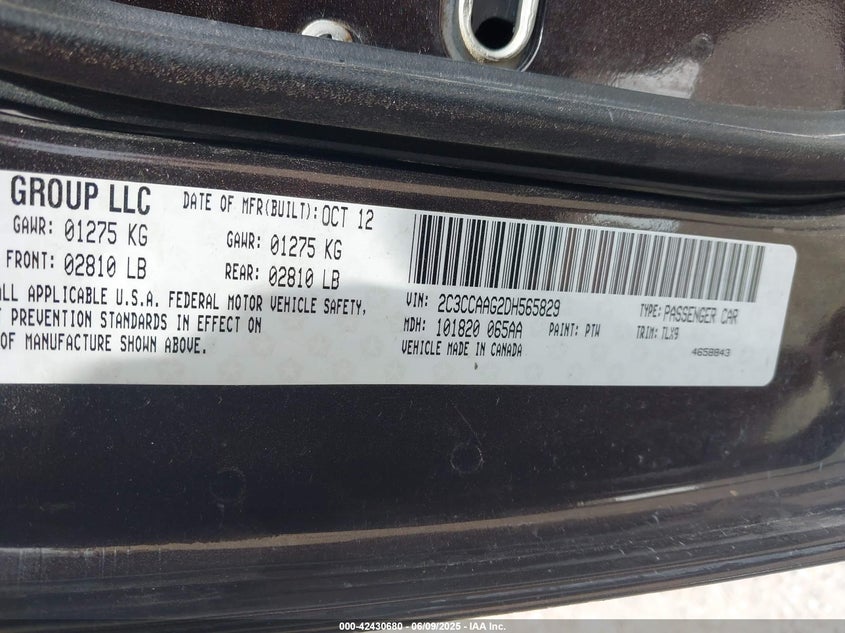 GROUP LLC
DATE OF MFR(BUILT): OCT 12
GAWR: 01275 KG
GAWR: 01275 KG
FRONT: 02810 LB
REAR: 02810 LB
ALL APPLICABLE U.S.A. FEDERAL MOTOR VEHICLE SAFETY,
PREVENTION STANDARDS IN EFFECT ON
OF MANUFACTURE SHOWN ABOVE.
VIN: 2C3CCAAG2DH565829
TYPE: PASSENGER CAR
MDH: 101820 065AA
PAINT: PTW
TRIM: TLX9
VEHICLE MADE IN CANADA
4658843
000-42430680 - 06/09/2025 - IAA Inc.